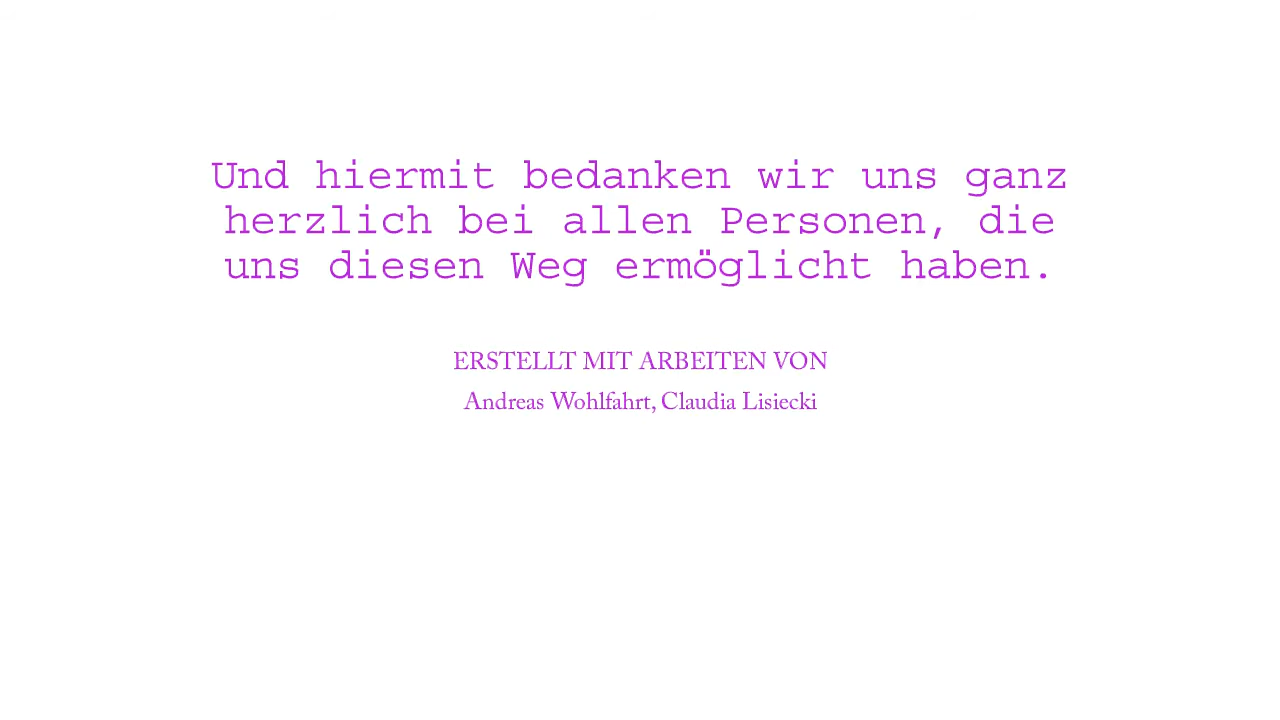 Und hiermit bedanken wir uns ganz
herzlich bei allen Personen, die
uns diesen Weg ermöglicht haben.
ERSTELLT MIT ARBEITEN VON
Andreas Wohlfahrt, Claudia Lisiecki